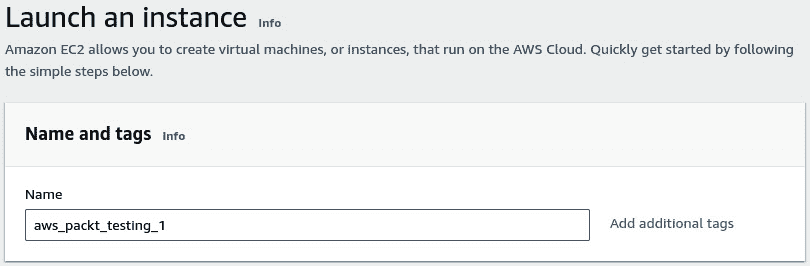 Launch an instance Info
Amazon EC2 allows you to create virtual machines, or instances, that run on the AWS Cloud. Quickly get started by following
the simple steps below.
Name and tags Info
Name
aws_packt_testing_1 Add additional tags